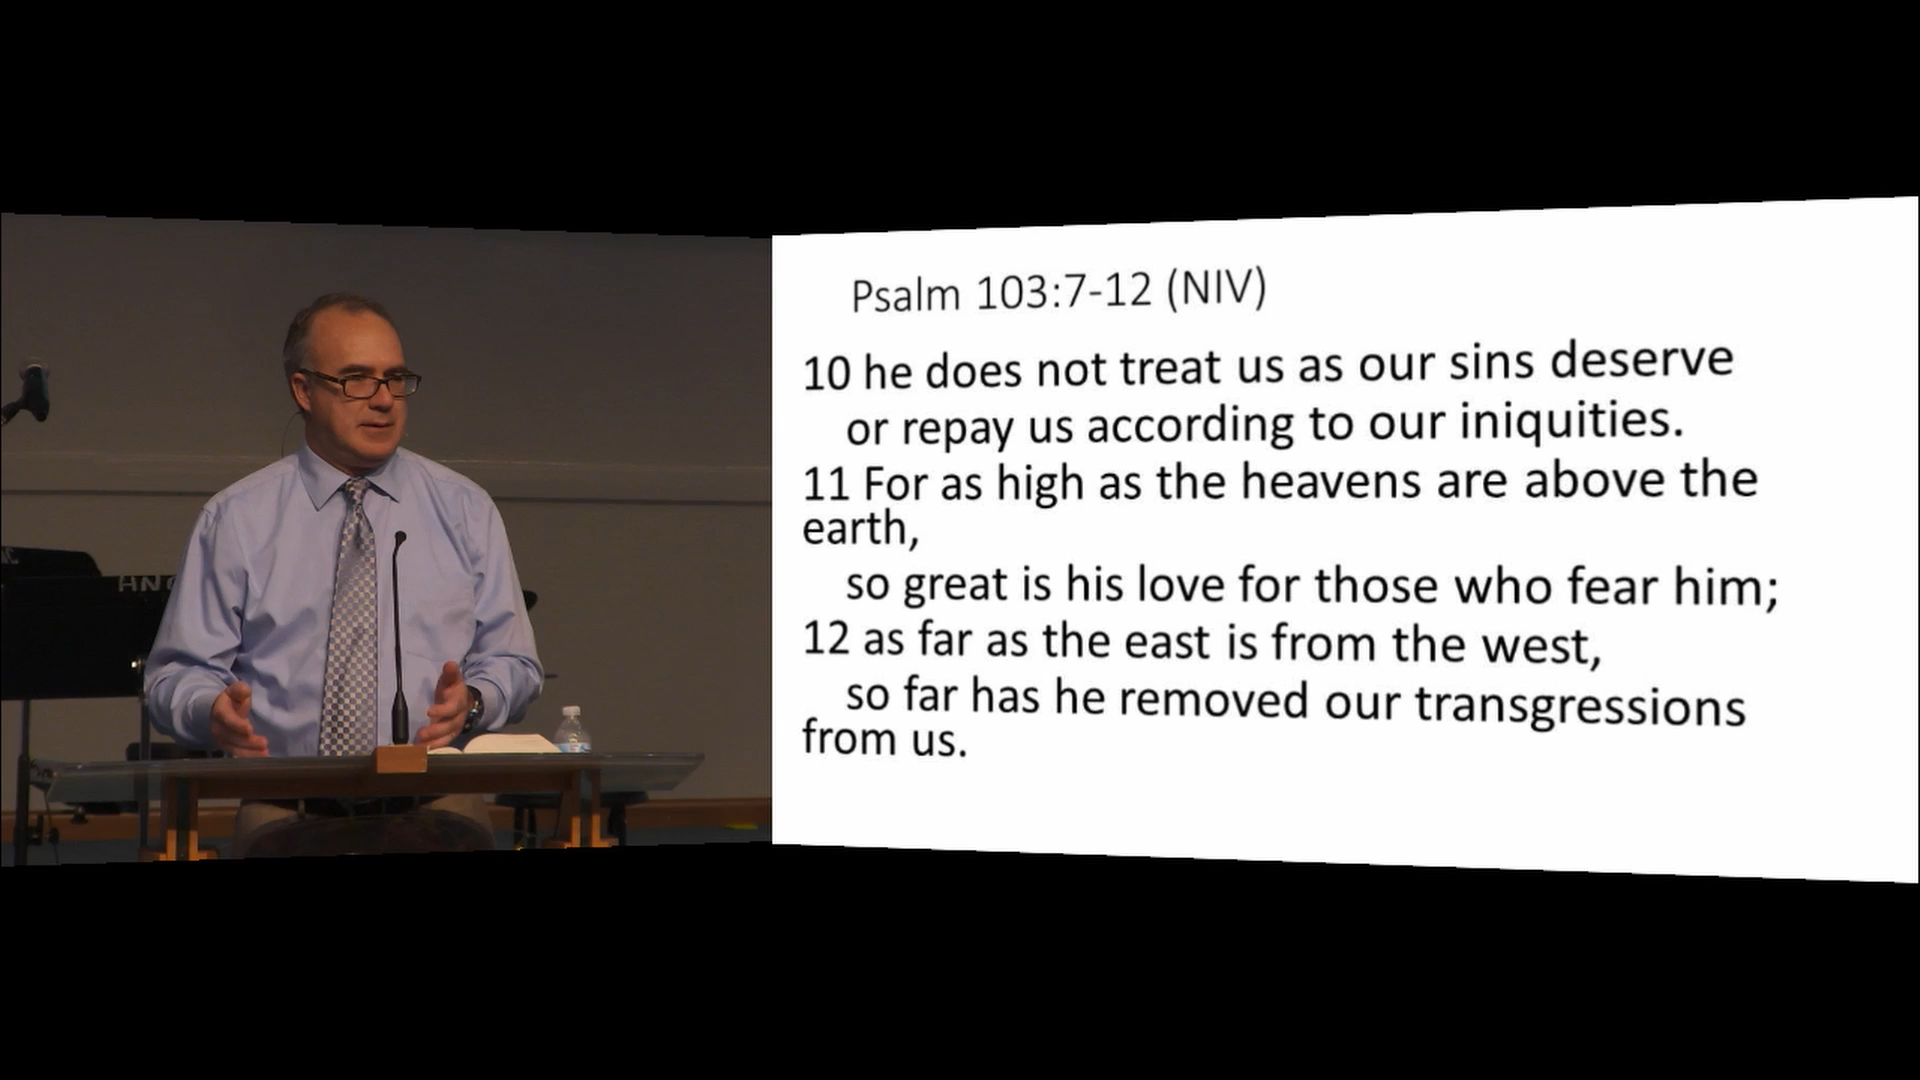 Psalm 103:7-12 (NIV)
10 he does not treat us as our sins deserve
or repay us according to our iniquities.
11 For as high as the heavens are above the
earth,
so great is his love for those who fear him;
12 as far as the east is from the west,
so far has he removed our transgressions
from us.